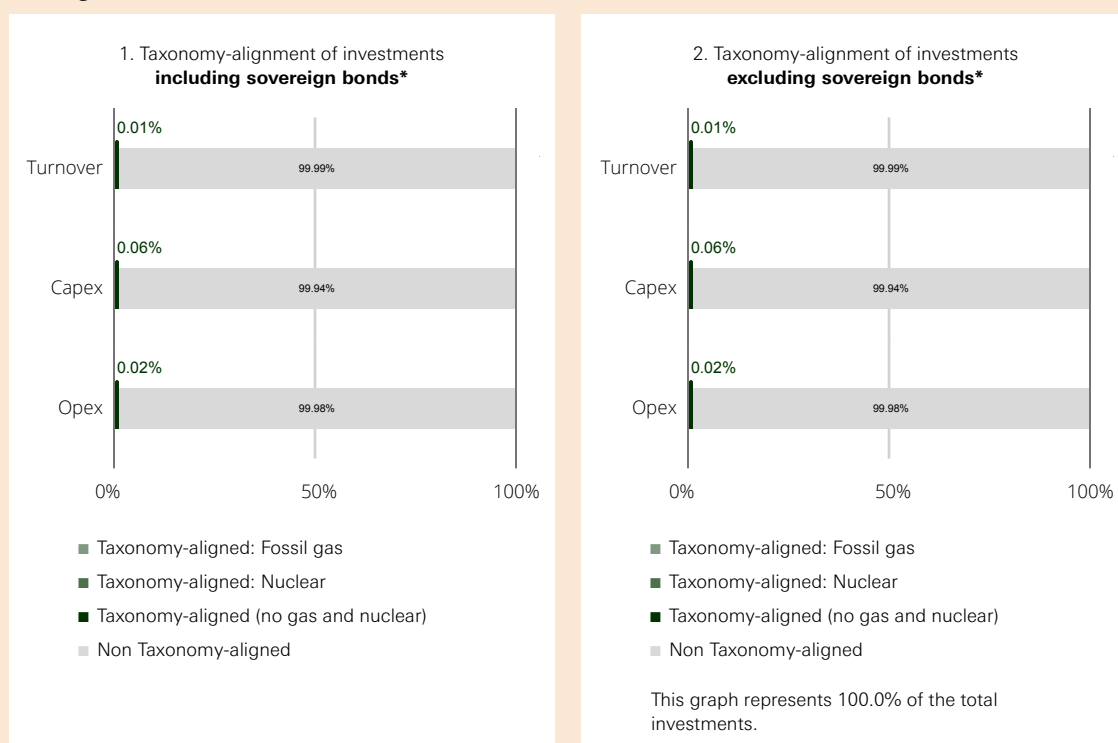 1. Taxonomy-alignment of investments
including sovereign bonds*
0.01%
Turnover
99.99%
0.06%
Capex
99.94%
0.02%
Opex
99.98%
0%
50%
100%
Taxonomy-aligned: Fossil gas
Taxonomy-aligned: Nuclear
Taxonomy-aligned (no gas and nuclear)
Non Taxonomy-aligned
2. Taxonomy-alignment of investments
excluding sovereign bonds*
0.01%
Turnover
99.99%
0.06%
Capex
99.94%
0.02%
Opex
99.98%
0%
50%
100%
Taxonomy-aligned: Fossil gas
Taxonomy-aligned: Nuclear
Taxonomy-aligned (no gas and nuclear)
Non Taxonomy-aligned
This graph represents 100.0% of the total
investments.